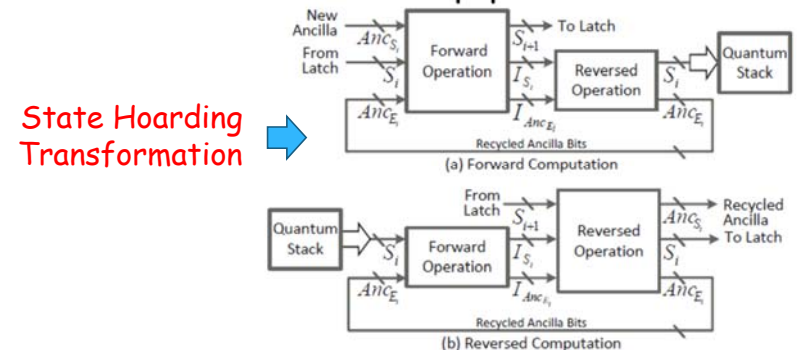 New Ancilla
Anc_{S_i}
From Latch
S_i
Anc_{E_i}
Forward Operation
S_{i+1}
To Latch
I_{S_i}
I_{Anc_{E_i}}
Reversed Operation
S_i
Anc_{E_i}
Quantum Stack
Recycled Ancilla Bits
(a) Forward Computation
State Hoarding
Transformation
Quantum Stack
S_i
Anc_{E_i}
Forward Operation
From Latch
S_{i+1}
I_{S_i}
I_{Anc_{E_i}}
Reversed Operation
Anc_{S_i}
S_i
Anc_{E_i}
Recycled Ancilla
To Latch
Recycled Ancilla Bits
(b) Reversed Computation